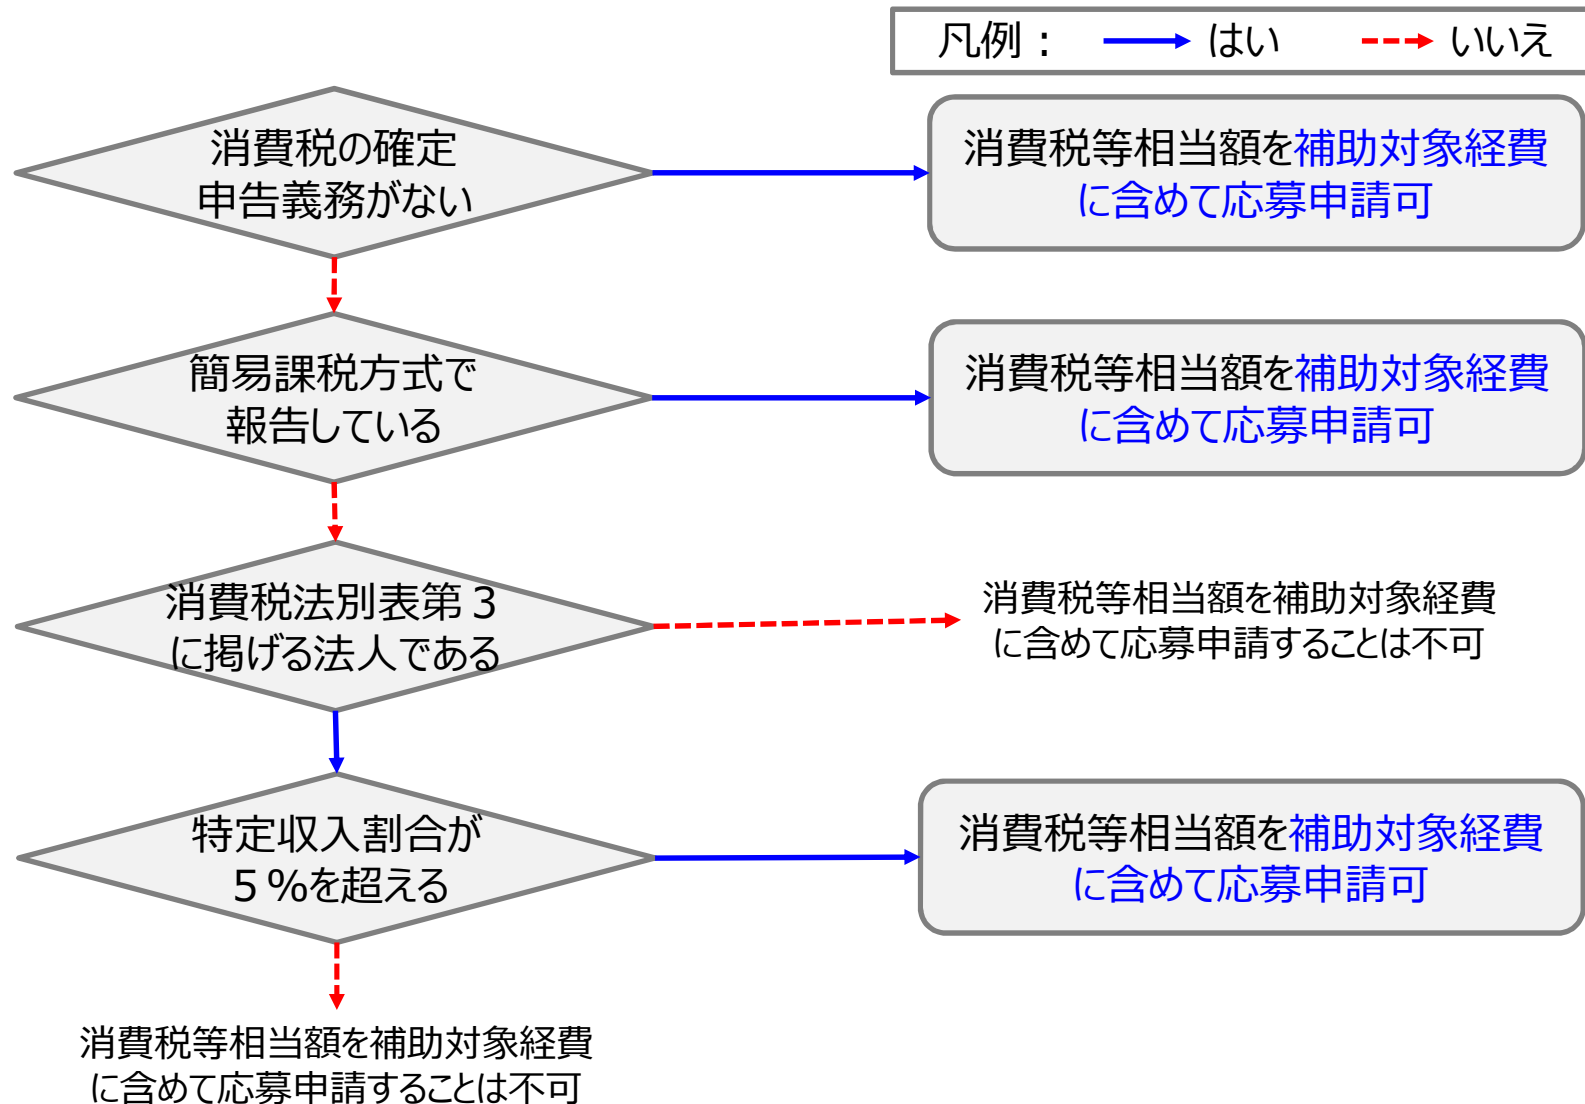 凡例： はい いいえ
消費税の確定
申告義務がない
消費税等相当額を補助対象経費
に含めて応募申請可
簡易課税方式で
報告している
消費税等相当額を補助対象経費
に含めて応募申請可
消費税法別表第３
に掲げる法人である
消費税等相当額を補助対象経費
に含めて応募申請することは不可
特定収入割合が
５%を超える
消費税等相当額を補助対象経費
に含めて応募申請可
消費税等相当額を補助対象経費
に含めて応募申請することは不可